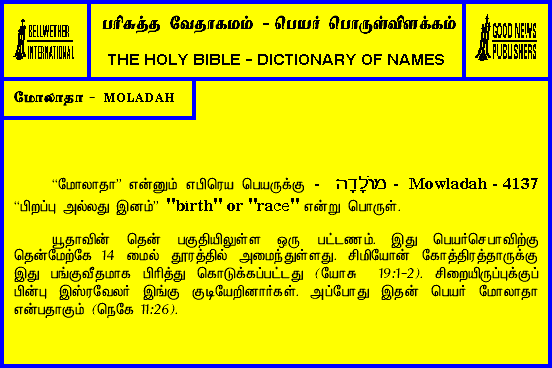 BELLWETHER
INTERNATIONAL
பரிசுத்த வேதாகமம் - பெயர் பொருள்விளக்கம்
THE HOLY BIBLE - DICTIONARY OF NAMES
GOOD NEWS
PUBLISHERS
மோலாதா - MOLADAH
“மோலாதா” என்னும் எபிரெய பெயருக்கு - מוֹלָדָה - Mowladah - 4137
“பிறப்பு அல்லது இனம்” "birth" or "race" என்று பொருள்.
யூதாவின் தென் பகுதியிலுள்ள ஒரு பட்டணம். இது பெயர்செபாவிற்கு
தென்மேற்கே 14 மைல் தூரத்தில் அமைந்துள்ளது. சிமியோன் கோத்திரத்தாருக்கு
இது பங்குவீதமாக பிரித்து கொடுக்கப்பட்டது (யோசு 19:1-2). சிறையிருப்புக்குப்
பின்பு இஸ்ரவேலர் இங்கு குடியேறினார்கள். அப்போது இதன் பெயர் மோலாதா
என்பதாகும் (நெகே 11:26).